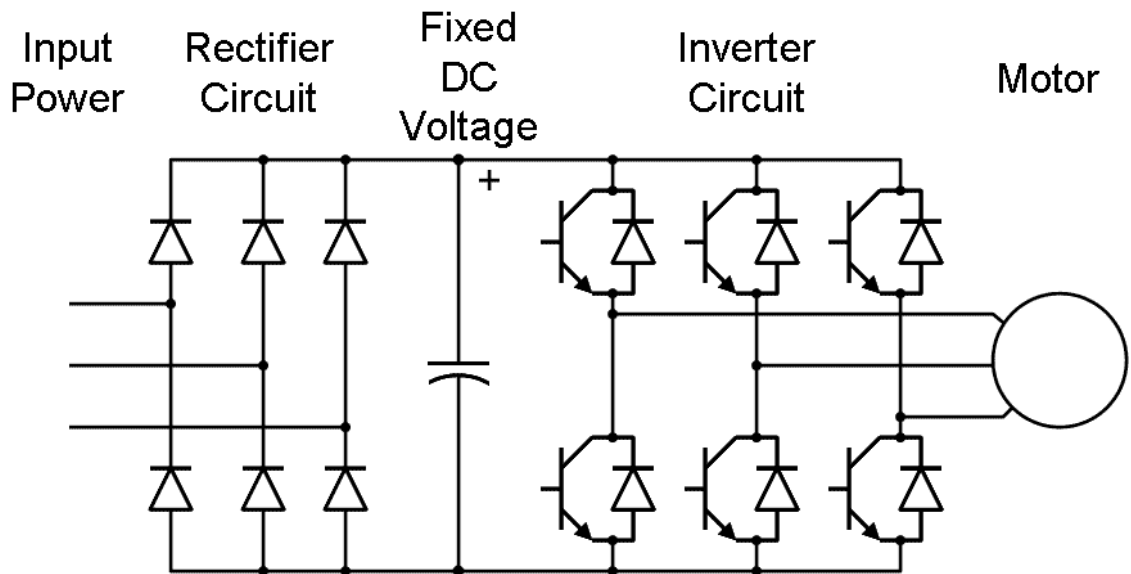 Input
Power
Rectifier
Circuit
Fixed
DC
Voltage
+
Inverter
Circuit
Motor